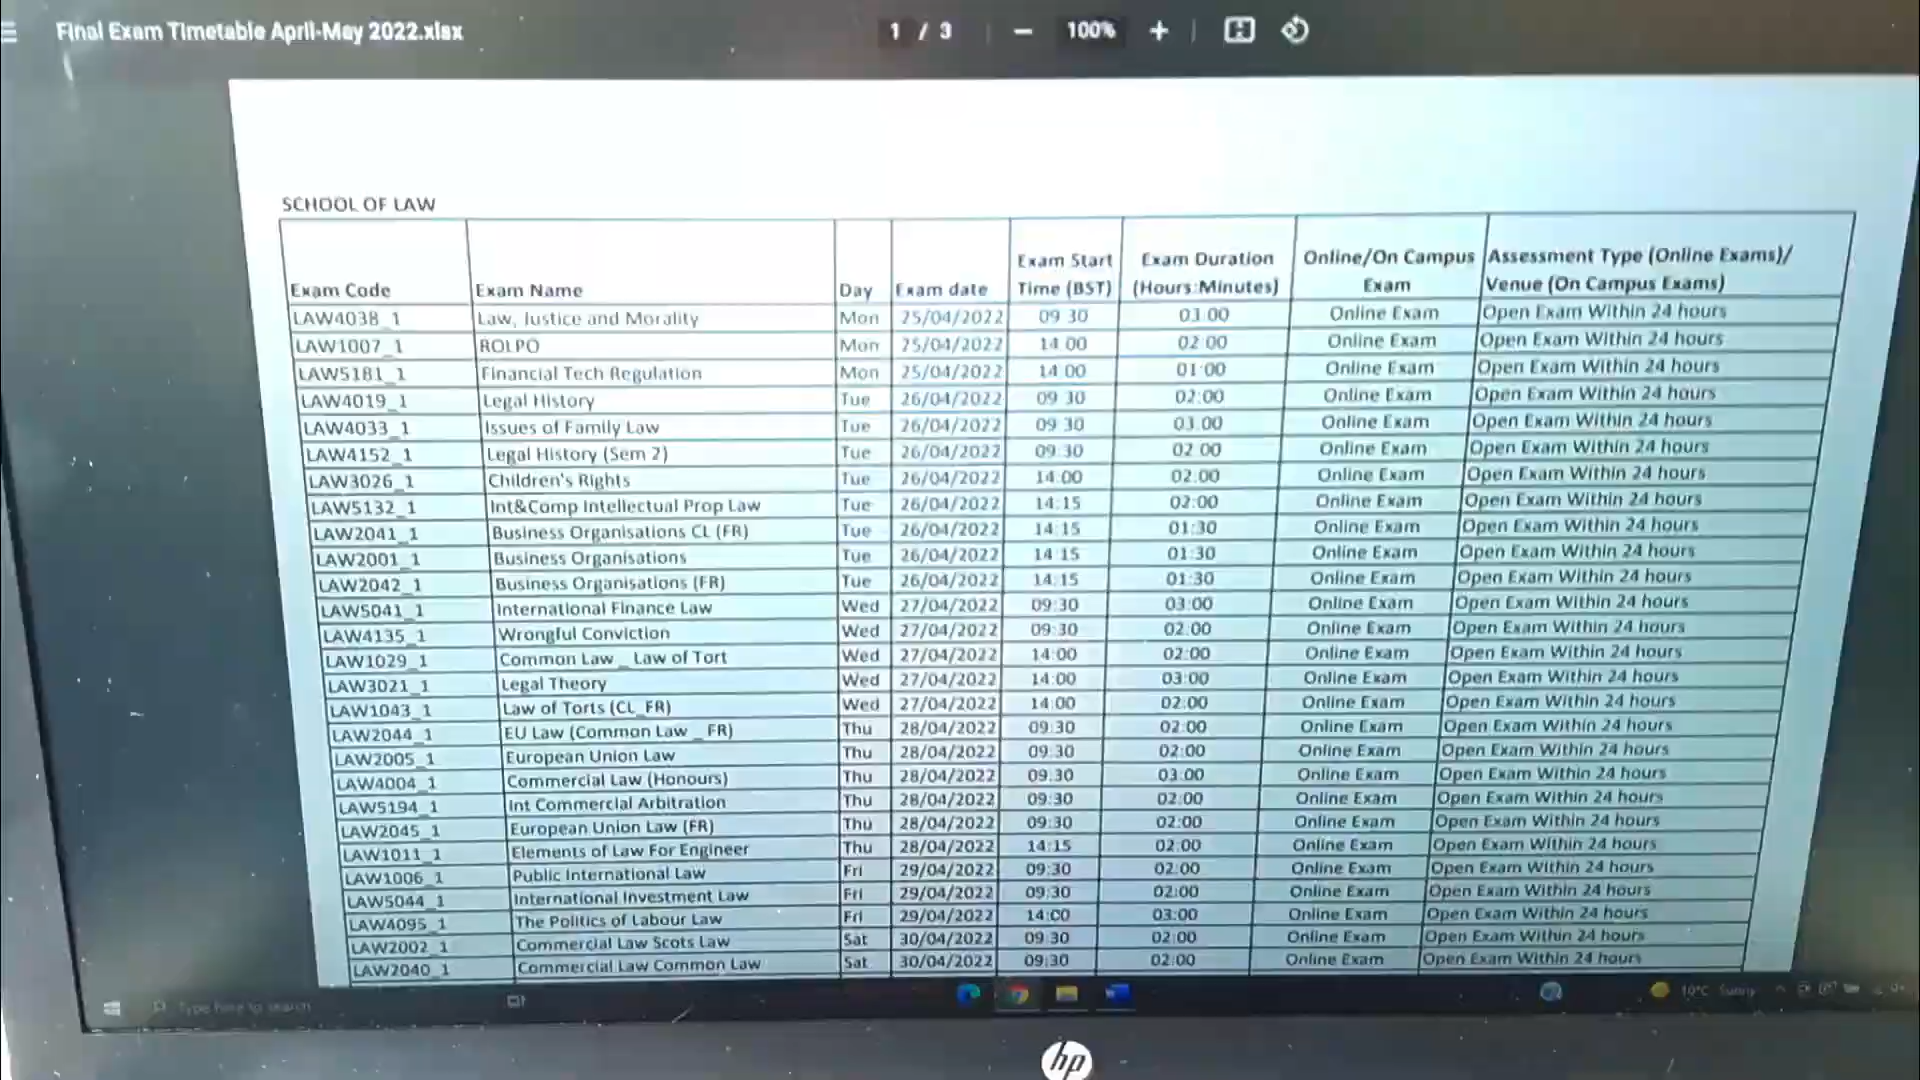 Final Exam Timetable April-May 2022.xlsx 1 / 3 100%
SCHOOL OF LAW
Exam Code Exam Name Day Exam date Exam Start Time (BST) Exam Duration (Hours:Minutes) Online/On Campus Exam Assessment Type (Online Exams)/ Venue (On Campus Exams)
LAW4038_1 Law, Justice and Morality Mon 25/04/2022 09:30 03:00 Online Exam Open Exam Within 24 hours
LAW1007_1 ROLPO Mon 25/04/2022 14:00 02:00 Online Exam Open Exam Within 24 hours
LAW5181_1 Financial Tech Regulation Mon 25/04/2022 14:00 01:00 Online Exam Open Exam Within 24 hours
LAW4019_1 Legal History Tue 26/04/2022 09:30 02:00 Online Exam Open Exam Within 24 hours
LAW4033_1 Issues of Family Law Tue 26/04/2022 09:30 03:00 Online Exam Open Exam Within 24 hours
LAW4152_1 Legal History (Sem 2) Tue 26/04/2022 09:30 02:00 Online Exam Open Exam Within 24 hours
LAW3026_1 Children's Rights Tue 26/04/2022 14:00 02:00 Online Exam Open Exam Within 24 hours
LAW5132_1 Int&Comp Intellectual Prop Law Tue 26/04/2022 14:15 02:00 Online Exam Open Exam Within 24 hours
LAW2041_1 Business Organisations CL (FR) Tue 26/04/2022 14:15 01:30 Online Exam Open Exam Within 24 hours
LAW2001_1 Business Organisations Tue 26/04/2022 14:15 01:30 Online Exam Open Exam Within 24 hours
LAW2042_1 Business Organisations (FR) Tue 26/04/2022 14:15 01:30 Online Exam Open Exam Within 24 hours
LAW5041_1 International Finance Law Wed 27/04/2022 09:30 03:00 Online Exam Open Exam Within 24 hours
LAW4135_1 Wrongful Conviction Wed 27/04/2022 09:30 02:00 Online Exam Open Exam Within 24 hours
LAW1029_1 Common Law _ Law of Tort Wed 27/04/2022 14:00 02:00 Online Exam Open Exam Within 24 hours
LAW3021_1 Legal Theory Wed 27/04/2022 14:00 03:00 Online Exam Open Exam Within 24 hours
LAW1043_1 Law of Torts (CL_FR) Wed 27/04/2022 14:00 02:00 Online Exam Open Exam Within 24 hours
LAW2044_1 EU Law (Common Law _ FR) Thu 28/04/2022 09:30 02:00 Online Exam Open Exam Within 24 hours
LAW2005_1 European Union Law Thu 28/04/2022 09:30 02:00 Online Exam Open Exam Within 24 hours
LAW4004_1 Commercial Law (Honours) Thu 28/04/2022 09:30 03:00 Online Exam Open Exam Within 24 hours
LAW5194_1 Int Commercial Arbitration Thu 28/04/2022 09:30 02:00 Online Exam Open Exam Within 24 hours
LAW2045_1 European Union Law (FR) Thu 28/04/2022 09:30 02:00 Online Exam Open Exam Within 24 hours
LAW1011_1 Elements of Law For Engineer Thu 28/04/2022 14:15 02:00 Online Exam Open Exam Within 24 hours
LAW1006_1 Public International Law Fri 29/04/2022 09:30 02:00 Online Exam Open Exam Within 24 hours
LAW5044_1 International Investment Law Fri 29/04/2022 09:30 02:00 Online Exam Open Exam Within 24 hours
LAW4095_1 The Politics of Labour Law Fri 29/04/2022 14:00 03:00 Online Exam Open Exam Within 24 hours
LAW2002_1 Commercial Law Scots Law Sat 30/04/2022 09:30 02:00 Online Exam Open Exam Within 24 hours
LAW2040_1 Commercial Law Common Law Sat 30/04/2022 09:30 02:00 Online Exam Open Exam Within 24 hours
Type here to search 10°C Sunny
hp